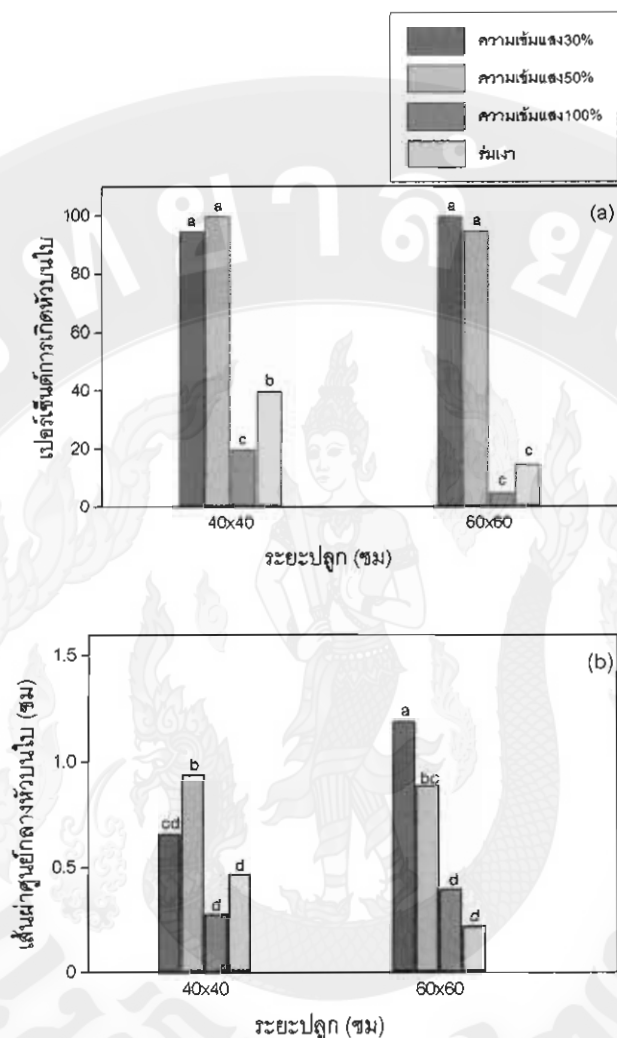 ความเข้มแสง30%
ความเข้มแสง50%
ความเข้มแสง100%
ร่มเงา
(a)
เปอร์เซ็นต์การเกิดหัวบนใบ
100
80
60
40
20
0
a a c b
a a c c
40x40 60x60
ระยะปลูก (ซม)
(b)
เส้นผ่าศูนย์กลางหัวบนใบ (ซม)
1.5
1.0
0.5
0
cd b d d
a bc d d
40x40 60x60
ระยะปลูก (ซม)